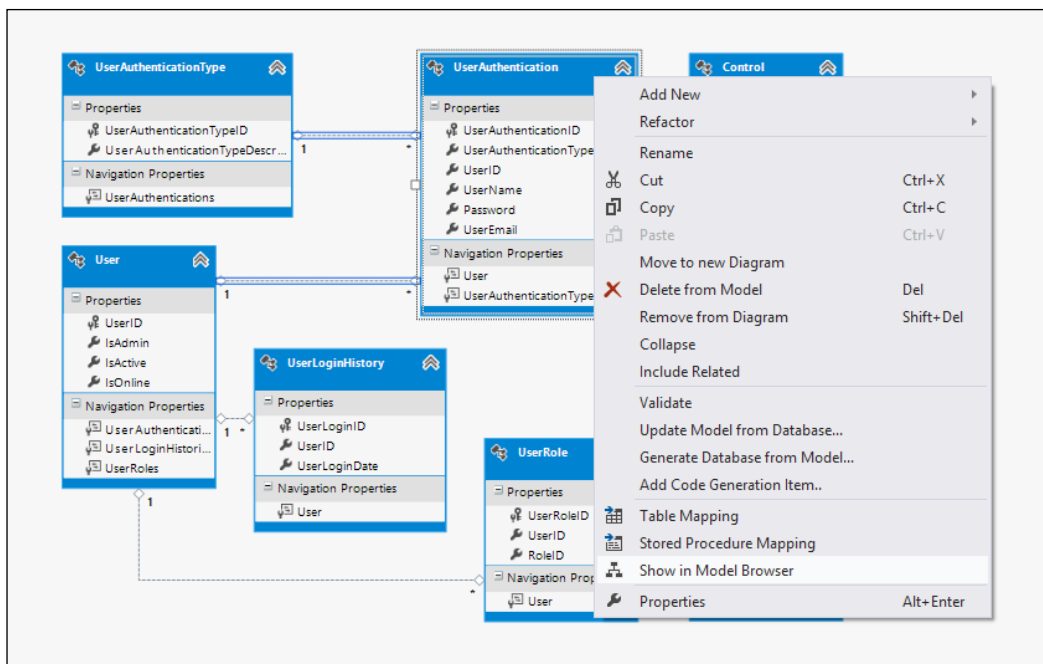 UserAuthenticationType
Properties
UserAuthenticationTypeID
UserAuthenticationTypeDescr...
Navigation Properties
UserAuthentications
1
*
UserAuthentication
Properties
UserAuthenticationID
UserAuthenticationType
UserID
UserName
Password
UserEmail
Navigation Properties
User
UserAuthenticationType
Control
User
Properties
UserID
IsAdmin
IsActive
IsOnline
Navigation Properties
UserAuthenticati...
UserLoginHistori...
UserRoles
1
*
1 *
1
*
UserLoginHistory
Properties
UserLoginID
UserID
UserLoginDate
Navigation Properties
User
UserRole
Properties
UserRoleID
UserID
RoleID
Navigation Prop
User
Add New
Refactor
Rename
Cut Ctrl+X
Copy Ctrl+C
Paste Ctrl+V
Move to new Diagram
Delete from Model Del
Remove from Diagram Shift+Del
Collapse
Include Related
Validate
Update Model from Database...
Generate Database from Model...
Add Code Generation Item..
Table Mapping
Stored Procedure Mapping
Show in Model Browser
Properties Alt+Enter